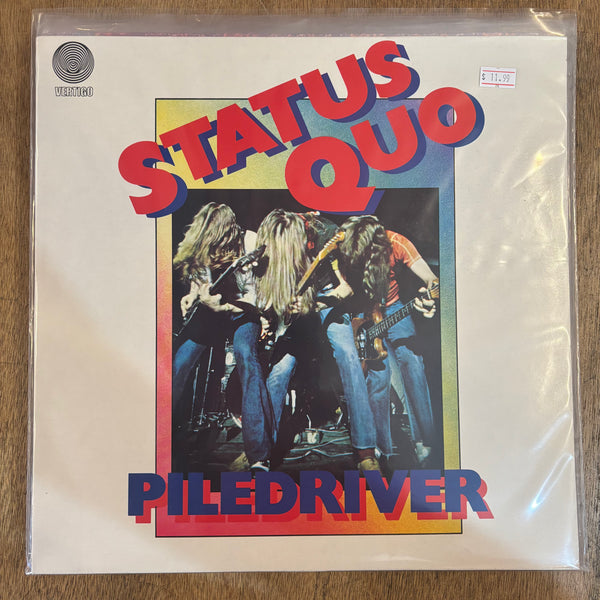 VERTIGO
$ 11.99
STATUS
QUO
PILEDRIVER